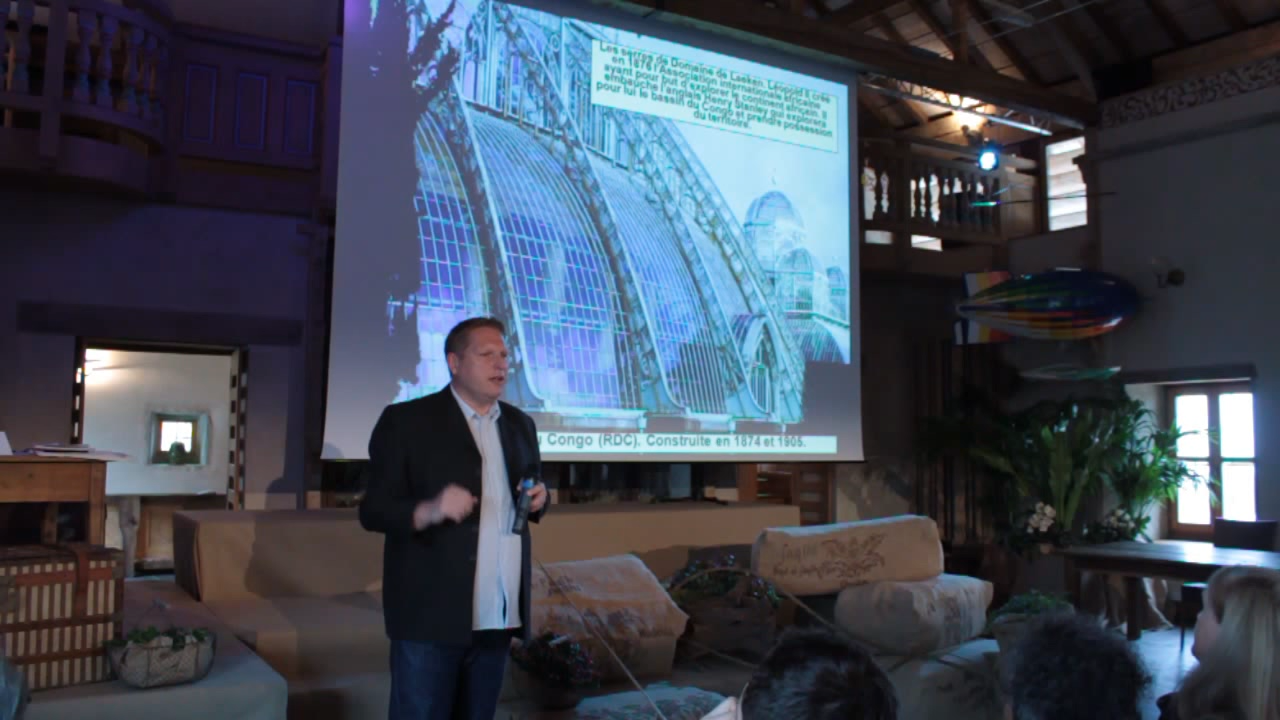 Les serres de Domaine de Laeken. Léopold II crée
en 1876 l'Association internationale africaine
ayant pour but d'explorer le continent africain. Il
embauche l'anglais Henry Stanley qui explorera
pour lui le bassin du Congo et prendre possession
du territoire.
u Congo (RDC). Construite en 1874 et 1905.